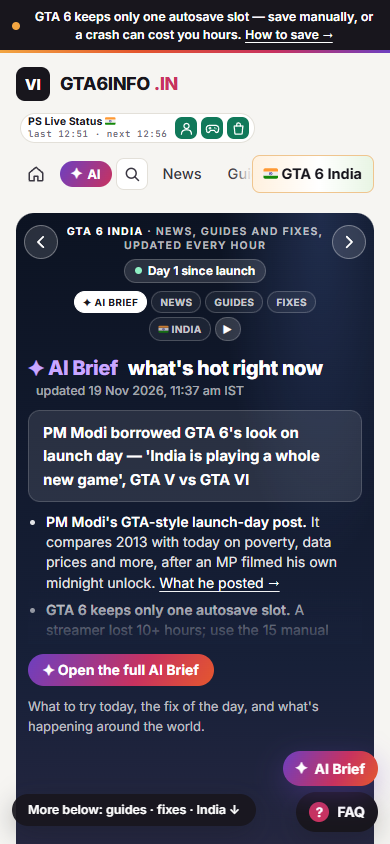 GTA 6 keeps only one autosave slot — save manually, or
a crash can cost you hours. How to save →
VI GTA6INFO .IN
PS Live Status 🇮🇳
last 12:51 · next 12:56
✦ AI News Gui 🇮🇳 GTA 6 India
GTA 6 INDIA · NEWS, GUIDES AND FIXES,
UPDATED EVERY HOUR
Day 1 since launch
✦ AI BRIEF NEWS GUIDES FIXES
🇮🇳 INDIA ▶
✦ AI Brief what's hot right now
updated 19 Nov 2026, 11:37 am IST
PM Modi borrowed GTA 6's look on
launch day — 'India is playing a whole
new game', GTA V vs GTA VI
• PM Modi's GTA-style launch-day post. It
compares 2013 with today on poverty, data
prices and more, after an MP filmed his own
midnight unlock. What he posted →
• GTA 6 keeps only one autosave slot. A
streamer lost 10+ hours; use the 15 manual
✦ Open the full AI Brief
What to try today, the fix of the day, and what's
happening around the world.
✦ AI Brief
More below: guides · fixes · India ↓
? FAQ